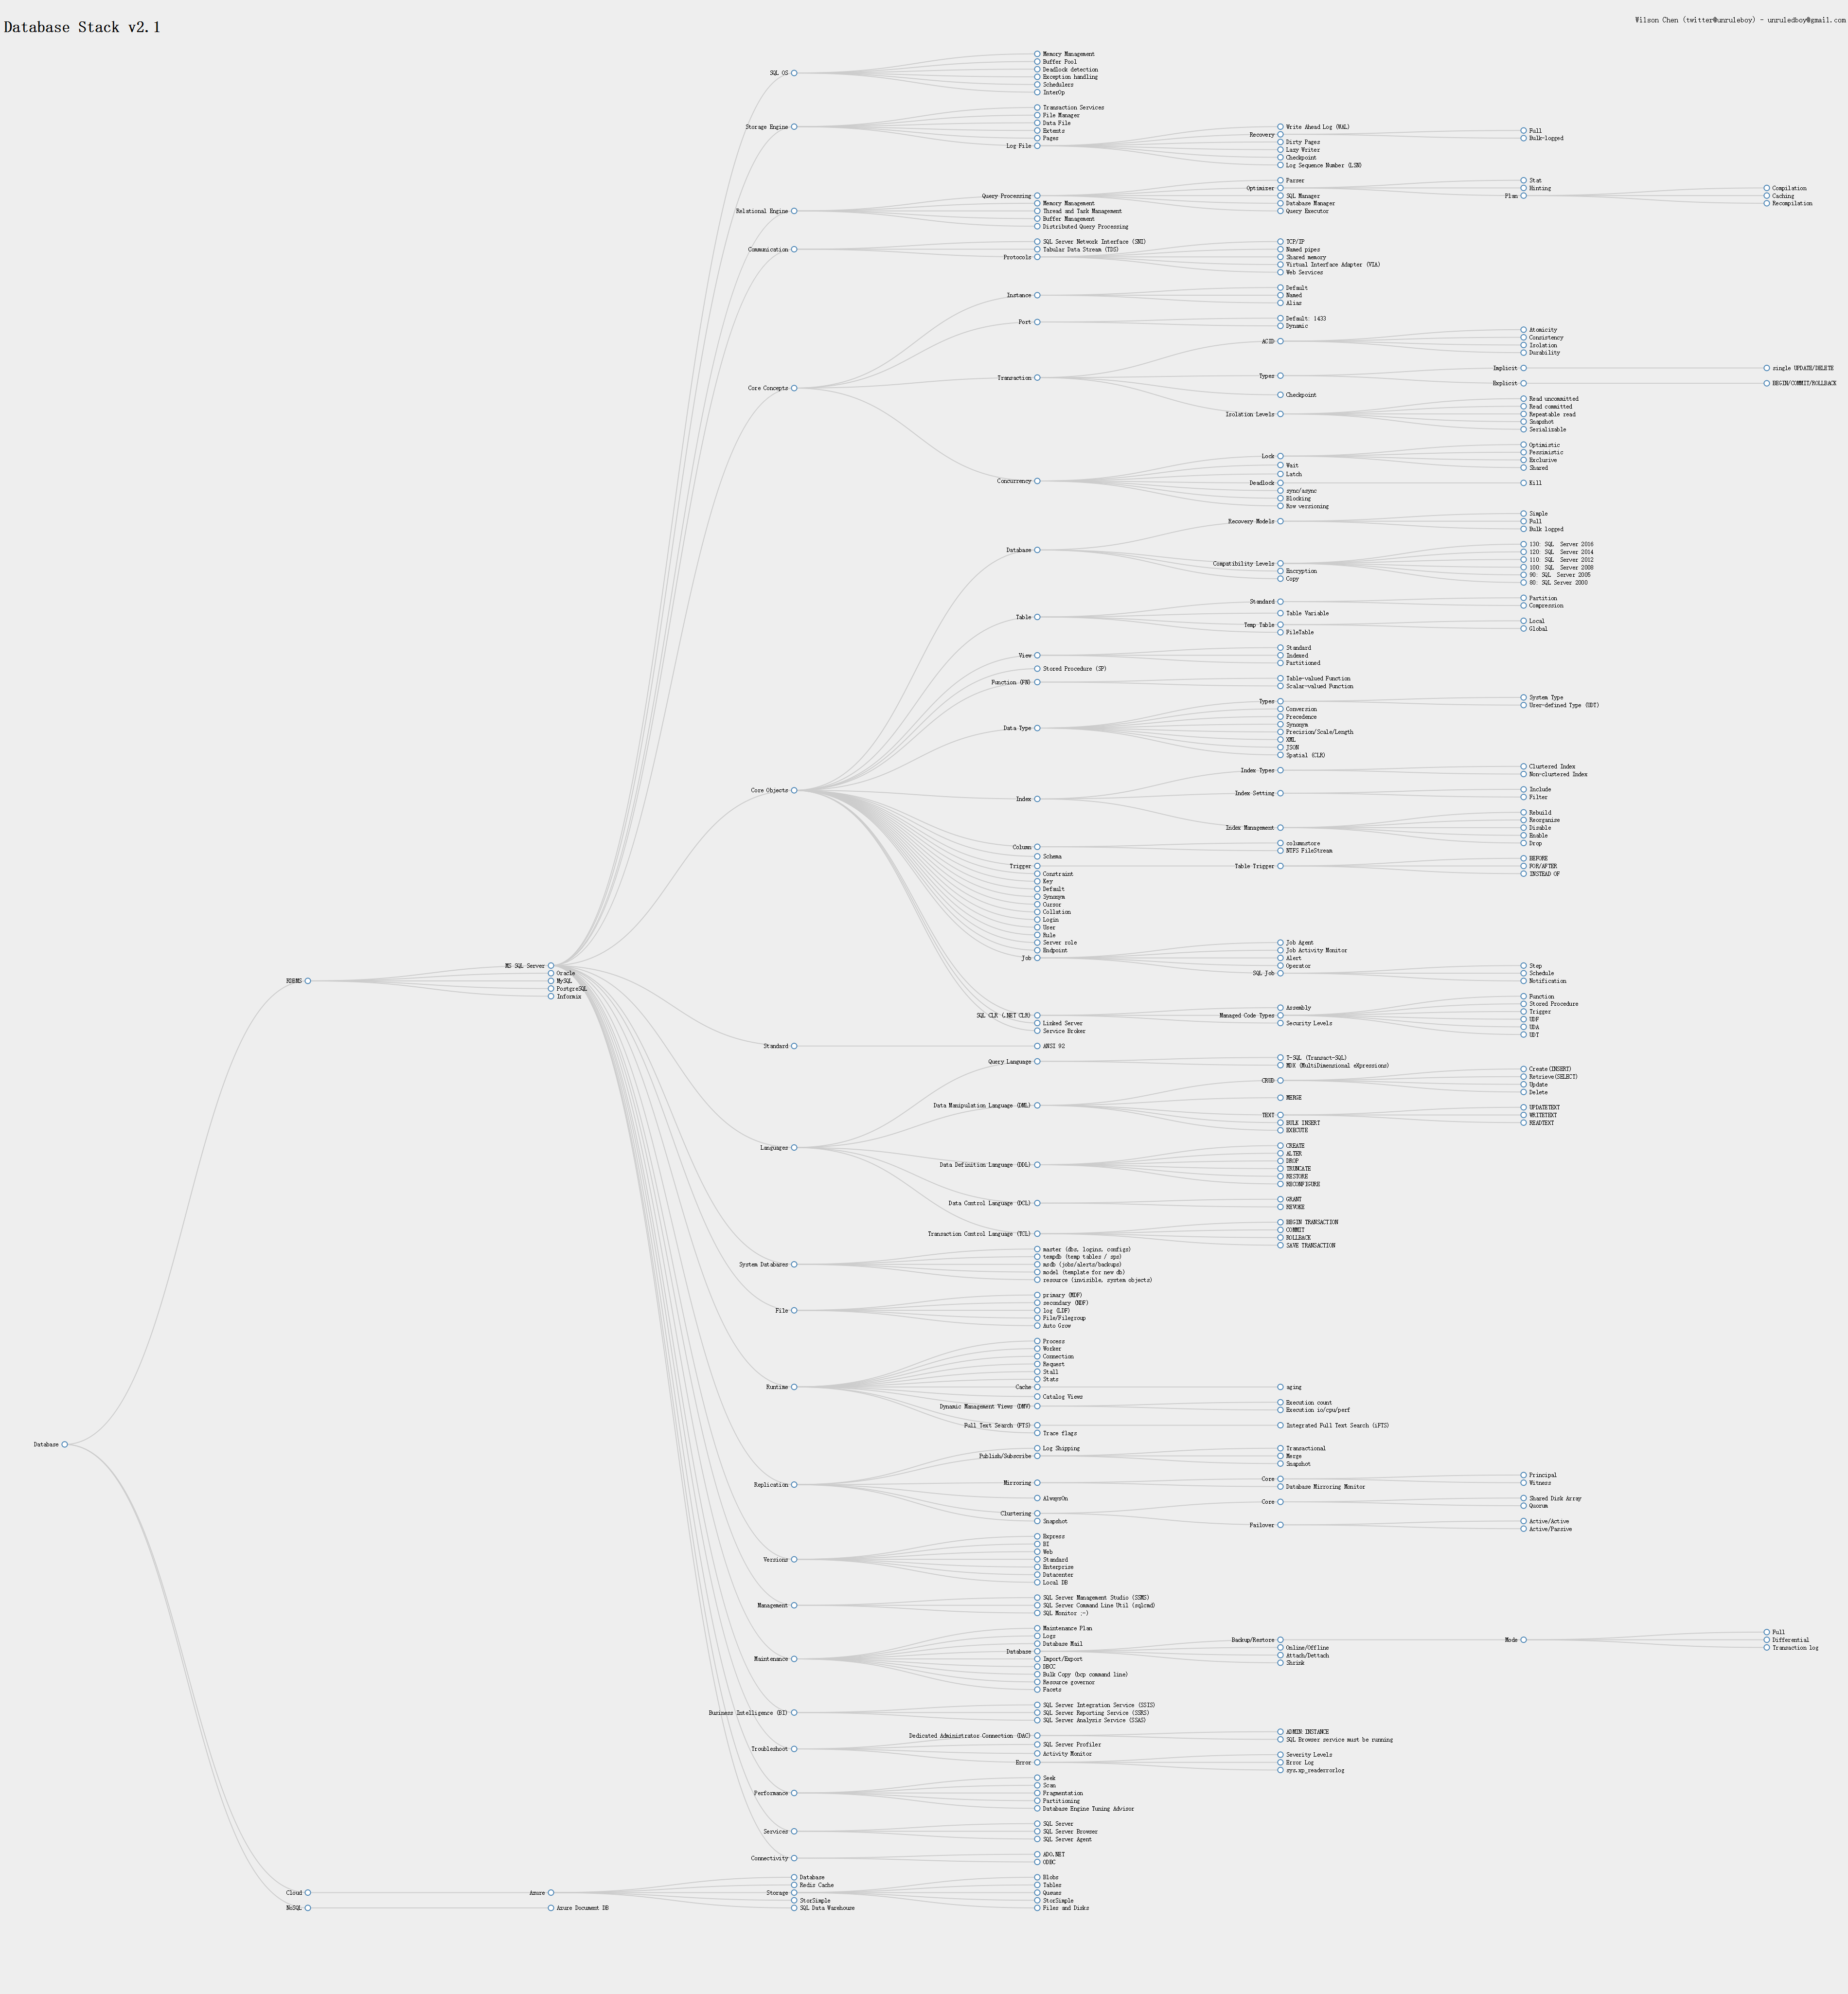 Database Stack v2.1
Wilson Chen (twitter@unruleboy) - unruledboy@gmail.com
Database
RDBMS
MS SQL Server
SQL OS
Memory Management
Buffer Pool
Deadlock detection
Exception handling
Schedulers
InterOp
Storage Engine
Transaction Services
File Manager
Data File
Extents
Pages
Log File
Write Ahead Log (WAL)
Recovery
Full
Bulk-logged
Dirty Pages
Lazy Writer
Checkpoint
Log Sequence Number (LSN)
Relational Engine
Query Processing
Parser
Optimizer
Stat
Hinting
Plan
Compilation
Caching
Recompilation
SQL Manager
Database Manager
Query Executor
Memory Management
Thread and Task Management
Buffer Management
Distributed Query Processing
Communication
SQL Server Network Interface (SNI)
Tabular Data Stream (TDS)
Protocols
TCP/IP
Named pipes
Shared memory
Virtual Interface Adapter (VIA)
Web Services
Core Concepts
Instance
Default
Named
Alias
Port
Default: 1433
Dynamic
Transaction
ACID
Atomicity
Consistency
Isolation
Durability
Types
Implicit
single UPDATE/DELETE
Explicit
BEGIN/COMMIT/ROLLBACK
Checkpoint
Isolation Levels
Read uncommitted
Read committed
Repeatable read
Snapshot
Serializable
Concurrency
Lock
Optimistic
Pessimistic
Exclusive
Shared
Wait
Latch
Deadlock
Kill
sync/async
Blocking
Row versioning
Core Objects
Database
Recovery Models
Simple
Full
Bulk logged
Compatibility Levels
130: SQL  Server 2016
120: SQL  Server 2014
110: SQL  Server 2012
100: SQL  Server 2008
90: SQL  Server 2005
80: SQL Server 2000
Encryption
Copy
Table
Standard
Partition
Compression
Table Variable
Temp Table
Local
Global
FileTable
View
Standard
Indexed
Partitioned
Stored Procedure (SP)
Function (FN)
Table-valued Function
Scalar-valued Function
Data Type
Types
System Type
User-defined Type (UDT)
Conversion
Precedence
Synonym
Precision/Scale/Length
XML
JSON
Spatial (CLR)
Index
Index Types
Clustered Index
Non-clustered Index
Index Setting
Include
Filter
Index Management
Rebuild
Reorganise
Disable
Enable
Drop
Column
columnstore
NTFS FileStream
Schema
Trigger
Table Trigger
BEFORE
FOR/AFTER
INSTEAD OF
Constraint
Key
Default
Synonym
Cursor
Collation
Login
User
Rule
Server role
Endpoint
Job
Job Agent
Job Activity Monitor
Alert
Operator
SQL Job
Step
Schedule
Notification
SQL CLR (.NET CLR)
Assembly
Managed Code Types
Function
Stored Procedure
Trigger
UDF
UDA
UDT
Security Levels
Linked Server
Service Broker
Standard
ANSI 92
Languages
Query Language
T-SQL (Transact-SQL)
MDX (MultiDimensional eXpressions)
Data Manipulation Language (DML)
CRUD
Create(INSERT)
Retrieve(SELECT)
Update
Delete
MERGE
TEXT
UPDATETEXT
WRITETEXT
READTEXT
BULK INSERT
EXECUTE
Data Definition Language (DDL)
CREATE
ALTER
DROP
TRUNCATE
RESTORE
RECONFIGURE
Data Control Language (DCL)
GRANT
REVOKE
Transaction Control Language (TCL)
BEGIN TRANSACTION
COMMIT
ROLLBACK
SAVE TRANSACTION
System Databases
master (dbs, logins, configs)
tempdb (temp tables / sps)
msdb (jobs/alerts/backups)
model (template for new db)
resource (invisible, system objects)
File
primary (MDF)
secondary (NDF)
log (LDF)
File/Filegroup
Auto Grow
Runtime
Process
Worker
Connection
Request
Stall
Stats
Cache
aging
Catalog Views
Dynamic Management Views (DMV)
Execution count
Execution io/cpu/perf
Full Text Search (FTS)
Integrated Full Text Search (iFTS)
Trace flags
Replication
Log Shipping
Publish/Subscribe
Transactional
Merge
Snapshot
Mirroring
Core
Principal
Witness
Database Mirroring Monitor
AlwaysOn
Clustering
Core
Shared Disk Array
Quorum
Failover
Active/Active
Active/Passive
Snapshot
Versions
Express
BI
Web
Standard
Enterprise
Datacenter
Local DB
Management
SQL Server Management Studio (SSMS)
SQL Server Command Line Util (sqlcmd)
SQL Monitor ;-)
Maintenance
Maintenance Plan
Logs
Database Mail
Database
Backup/Restore
Mode
Full
Differential
Transaction log
Online/Offline
Attach/Dettach
Shrink
Import/Export
DBCC
Bulk Copy (bcp command line)
Resource governor
Facets
Business Intelligence (BI)
SQL Server Integration Service (SSIS)
SQL Server Reporting Service (SSRS)
SQL Server Analysis Service (SSAS)
Troubleshoot
Dedicated Administrator Connection (DAC)
ADMIN:INSTANCE
SQL Browser service must be running
SQL Server Profiler
Activity Monitor
Error
Severity Levels
Error Log
sys.xp_readerrorlog
Performance
Seek
Scan
Fragmentation
Partitioning
Database Engine Tuning Advisor
Services
SQL Server
SQL Server Browser
SQL Server Agent
Connectivity
ADO.NET
ODBC
Oracle
MySQL
PostgreSQL
Informix
Cloud
Azure
Database
Redis Cache
Storage
Blobs
Tables
Queues
StorSimple
Files and Disks
StorSimple
SQL Data Warehouse
NoSQL
Azure Document DB